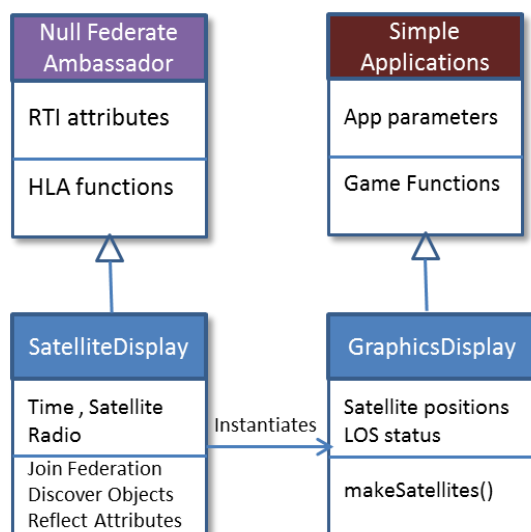 Null Federate
Ambassador
RTI attributes
HLA functions
Simple
Applications
App parameters
Game Functions
SatelliteDisplay
Time , Satellite
Radio
Join Federation
Discover Objects
Reflect Attributes
Instantiates
GraphicsDisplay
Satellite positions
LOS status
makeSatellites()